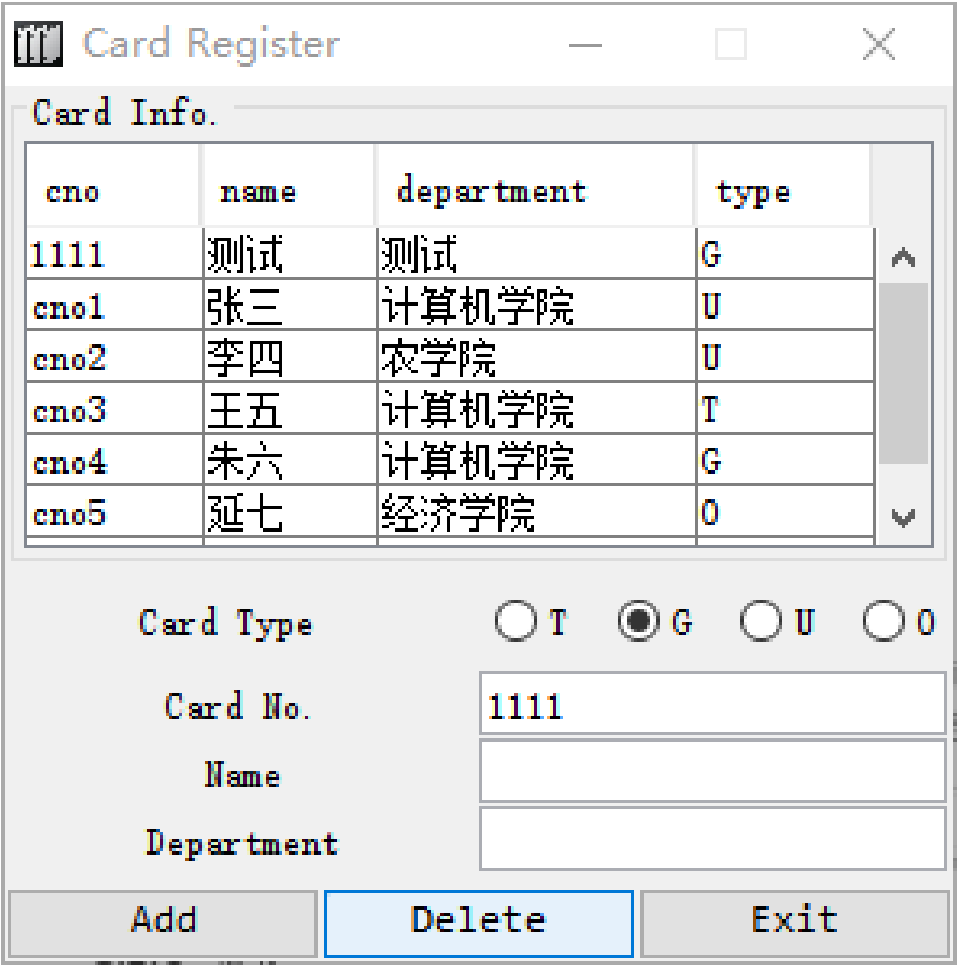 Card Register
Card Info.
cno name department type
1111 测试 测试 G
cno1 张三 计算机学院 U
cno2 李四 农学院 U
cno3 王五 计算机学院 T
cno4 朱六 计算机学院 G
cno5 延七 经济学院 O
Card Type T G U O
Card No. 1111
Name
Department
Add Delete Exit